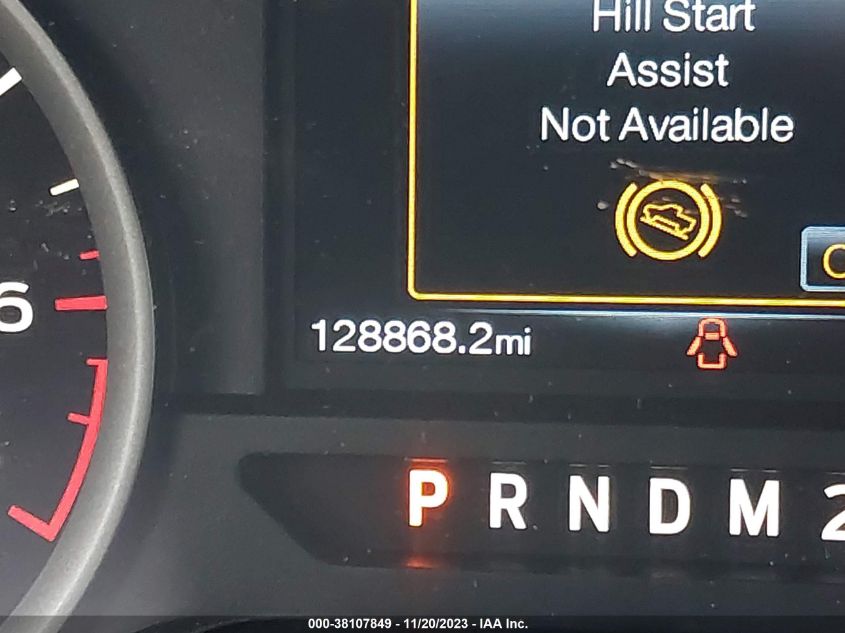 Hill Start
Assist
Not Available
6
128868.2mi
P R N D M 2
000-38107849 - 11/20/2023 - IAA Inc.